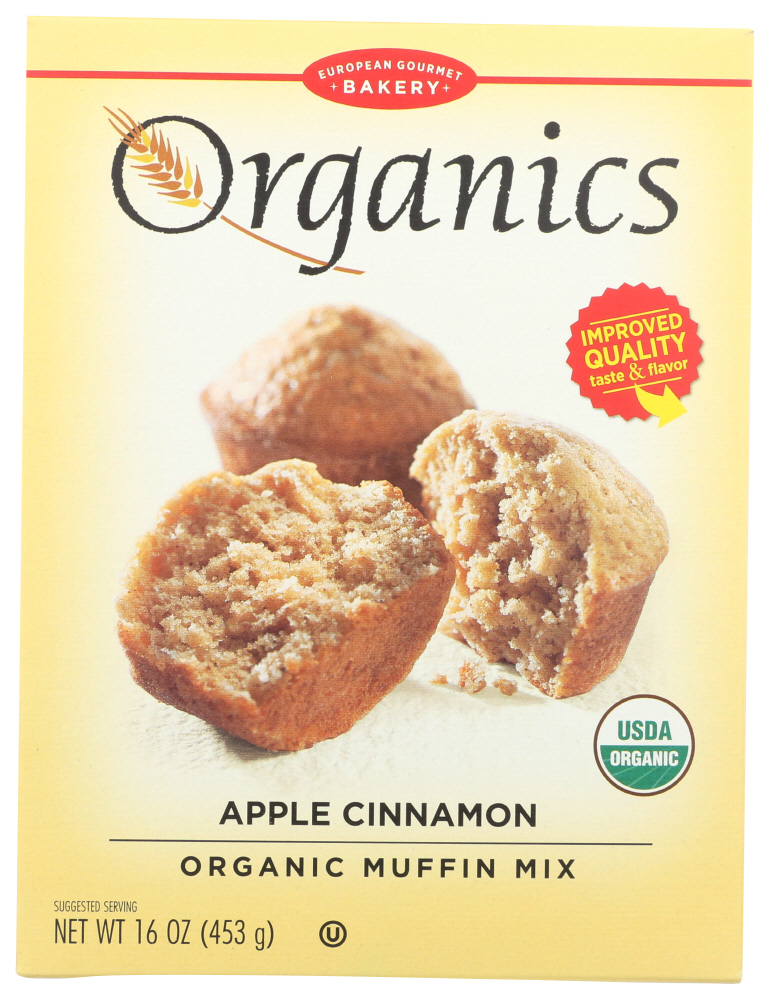 EUROPEAN GOURMET
+ BAKERY +
Organics
IMPROVED
QUALITY
taste & flavor
USDA
ORGANIC
APPLE CINNAMON
ORGANIC MUFFIN MIX
SUGGESTED SERVING
NET WT 16 OZ (453 g)
U